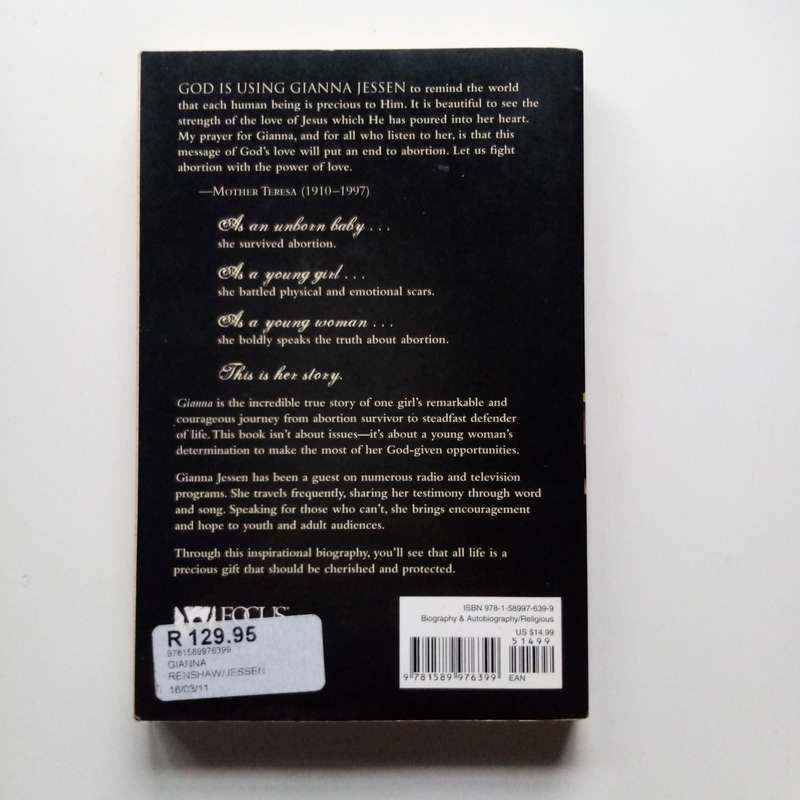 GOD IS USING GIANNA JESSEN to remind the world
that each human being is precious to Him. It is beautiful to see the
strength of the love of Jesus which He has poured into her heart.
My prayer for Gianna, and for all who listen to her, is that this
message of God's love will put an end to abortion. Let us fight
abortion with the power of love.
—MOTHER TERESA (1910–1997)
As an unborn baby . . .
she survived abortion.
As a young girl . . .
she battled physical and emotional scars.
As a young woman . . .
she boldly speaks the truth about abortion.
This is her story.
Gianna is the incredible true story of one girl's remarkable and
courageous journey from abortion survivor to steadfast defender
of life. This book isn't about issues—it's about a young woman's
determination to make the most of her God-given opportunities.
Gianna Jessen has been a guest on numerous radio and television
programs. She travels frequently, sharing her testimony through word
and song. Speaking for those who can't, she brings encouragement
and hope to youth and adult audiences.
Through this inspirational biography, you'll see that all life is a
precious gift that should be cherished and protected.
FOCUS
R 129.95
9781589976399
GIANNA
RENSHAW/JESSEN
16/03/11
ISBN 978-1-58997-639-9
Biography & Autobiography/Religious
US $14.99
51499
9 781589 976399
EAN